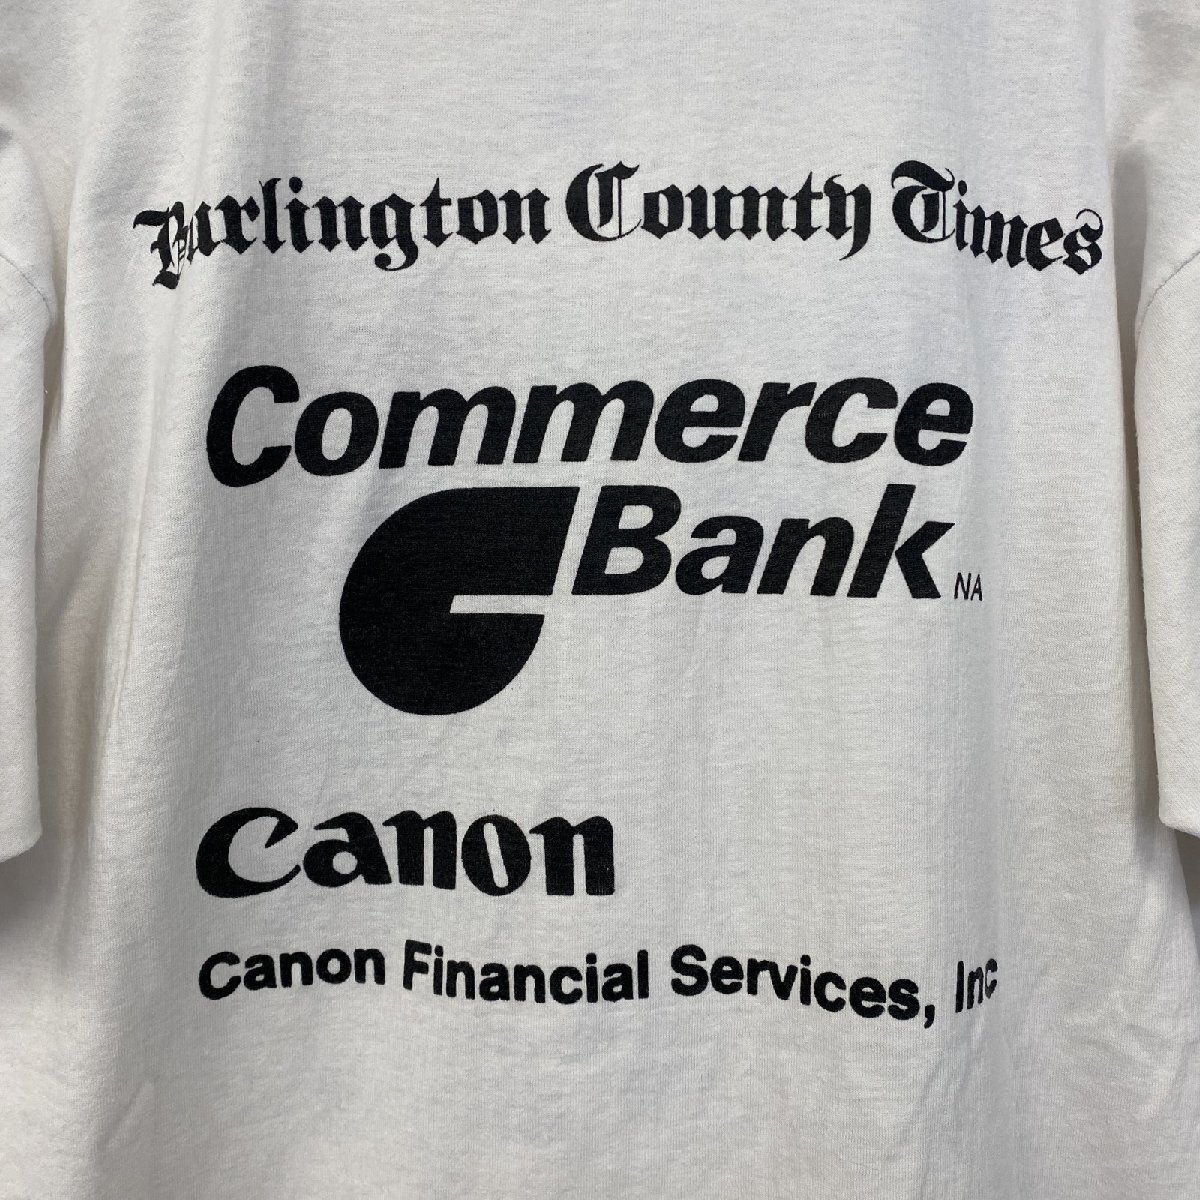 Burlington County Times
Commerce
Bank NA
Canon
Canon Financial Services, Inc